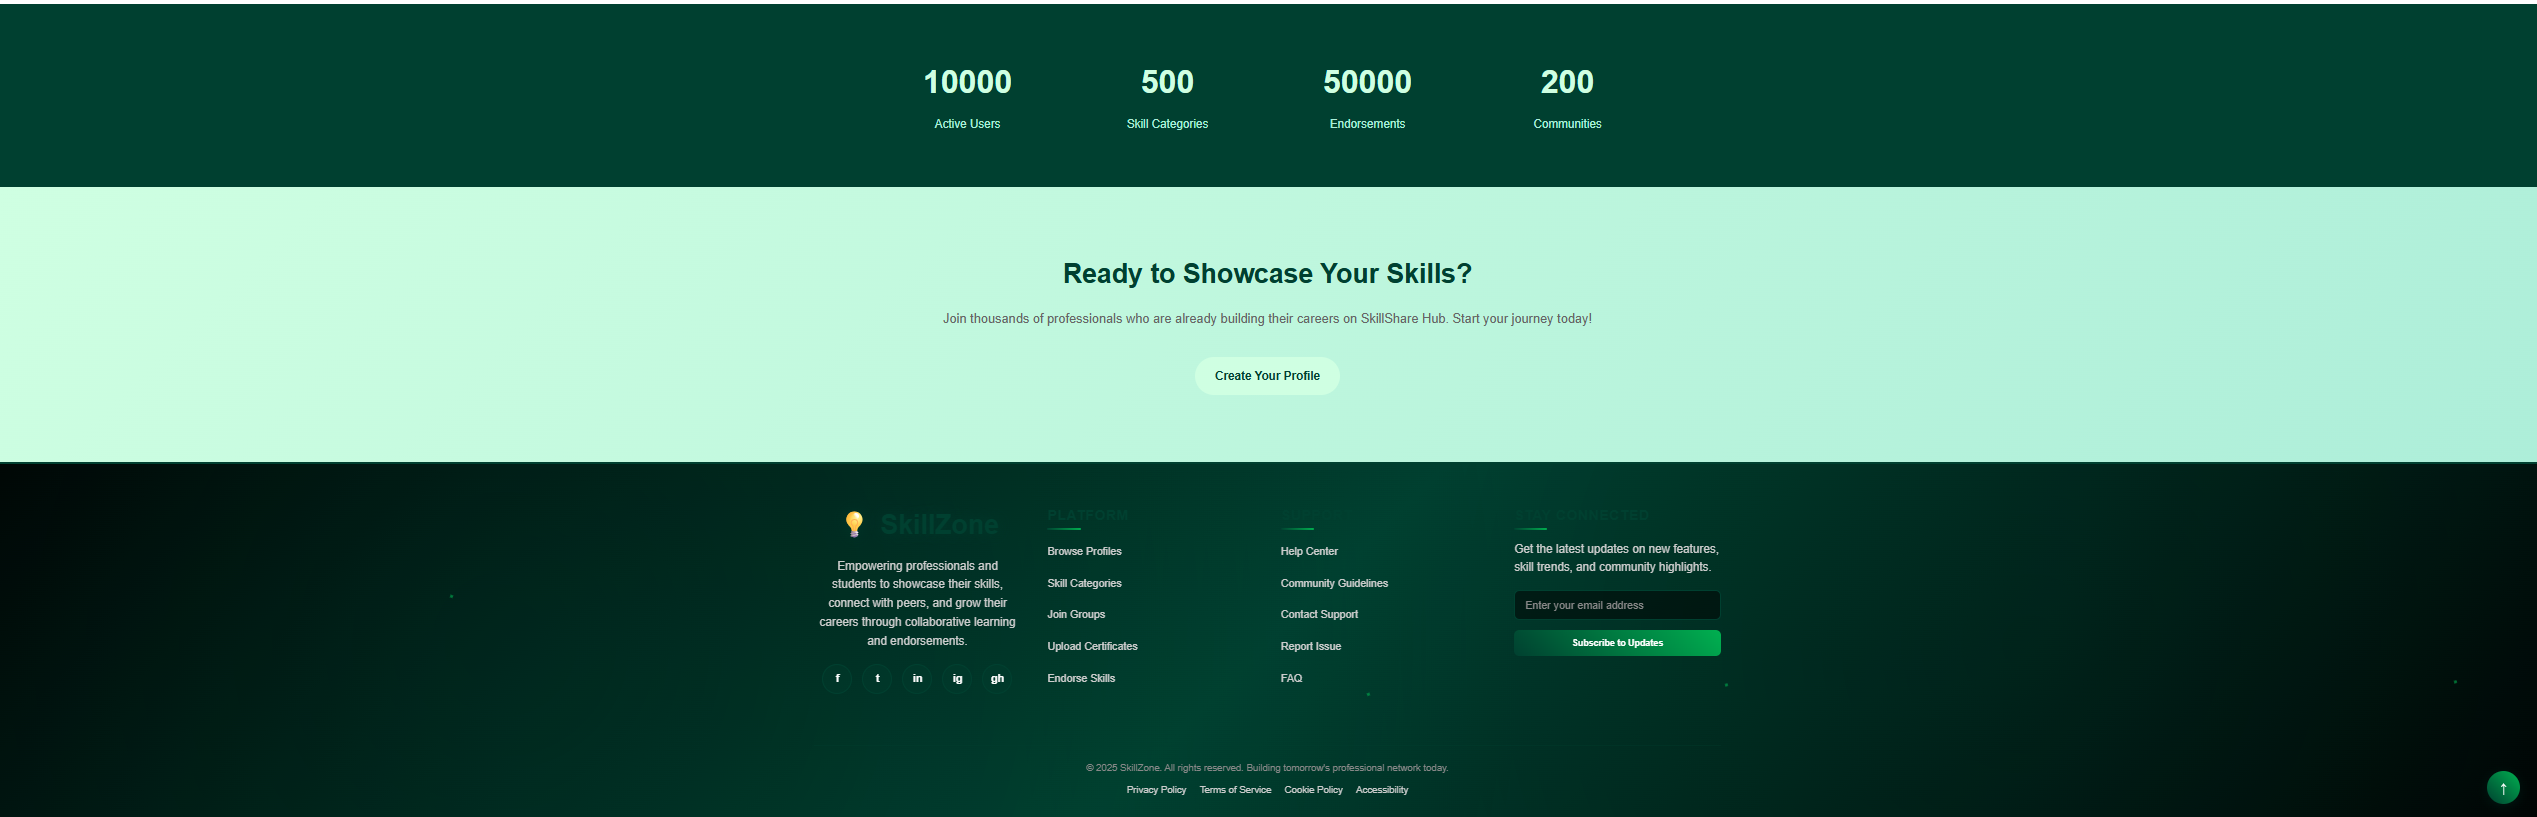 10000
Active Users
500
Skill Categories
50000
Endorsements
200
Communities
Ready to Showcase Your Skills?
Join thousands of professionals who are already building their careers on SkillShare Hub. Start your journey today!
Create Your Profile
SkillZone
Empowering professionals and
students to showcase their skills,
connect with peers, and grow their
careers through collaborative learning
and endorsements.
f t in ig gh
PLATFORM
Browse Profiles
Skill Categories
Join Groups
Upload Certificates
Endorse Skills
Help Center
Community Guidelines
Contact Support
Report Issue
FAQ
STAY CONNECTED
Get the latest updates on new features,
skill trends, and community highlights.
Enter your email address
Subscribe to Updates
© 2025 SkillZone. All rights reserved. Building tomorrow's professional network today.
Privacy Policy Terms of Service Cookie Policy Accessibility
↑